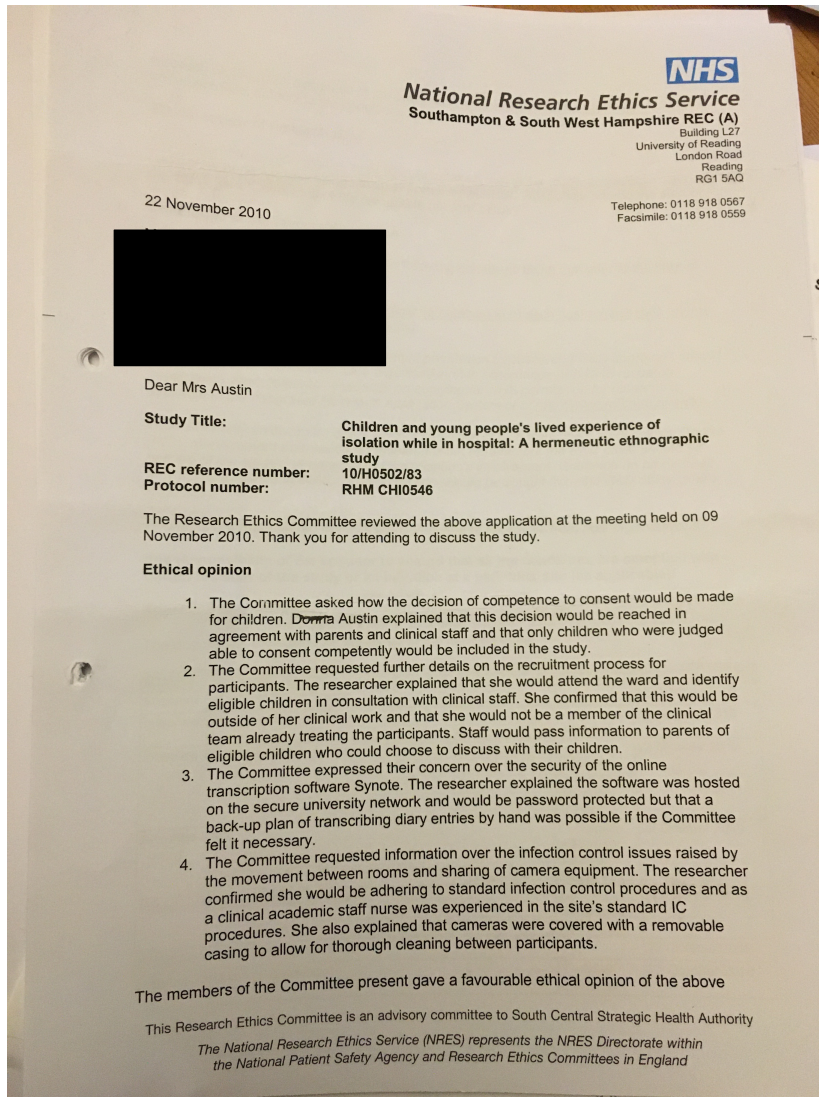 NHS
National Research Ethics Service
Southampton & South West Hampshire REC (A)
Building L27
University of Reading
London Road
Reading
RG1 5AQ
Telephone: 0118 918 0567
Facsimile: 0118 918 0559
22 November 2010
Dear Mrs Austin
Study Title: Children and young people's lived experience of
isolation while in hospital: A hermeneutic ethnographic
study
REC reference number: 10/H0502/83
Protocol number: RHM CHI0546
The Research Ethics Committee reviewed the above application at the meeting held on 09
November 2010. Thank you for attending to discuss the study.
Ethical opinion
1. The Committee asked how the decision of competence to consent would be made
for children. Austin explained that this decision would be reached in
agreement with parents and clinical staff and that only children who were judged
able to consent competently would be included in the study.
2. The Committee requested further details on the recruitment process for
participants. The researcher explained that she would attend the ward and identify
eligible children in consultation with clinical staff. She confirmed that this would be
outside of her clinical work and that she would not be a member of the clinical
team already treating the participants. Staff would pass information to parents of
eligible children who could choose to discuss with their children.
3. The Committee expressed their concern over the security of the online
transcription software Synote. The researcher explained the software was hosted
on the secure university network and would be password protected but that a
back-up plan of transcribing diary entries by hand was possible if the Committee
felt it necessary.
4. The Committee requested information over the infection control issues raised by
the movement between rooms and sharing of camera equipment. The researcher
confirmed she would be adhering to standard infection control procedures and as
a clinical academic staff nurse was experienced in the site's standard IC
procedures. She also explained that cameras were covered with a removable
casing to allow for thorough cleaning between participants.
The members of the Committee present gave a favourable ethical opinion of the above
This Research Ethics Committee is an advisory committee to South Central Strategic Health Authority
The National Research Ethics Service (NRES) represents the NRES Directorate within
the National Patient Safety Agency and Research Ethics Committees in England